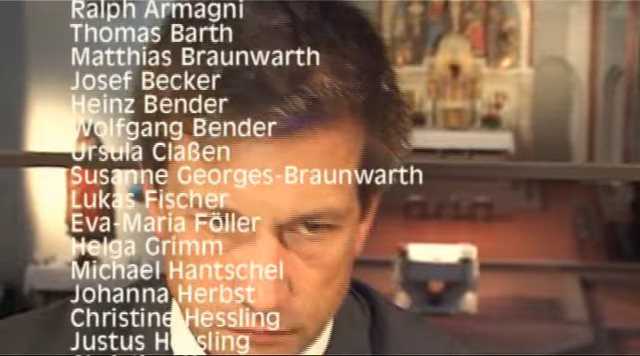 Ralph Armagni
Thomas Barth
Matthias Braunwarth
Josef Becker
Heinz Bender
Wolfgang Bender
Ursula Claßen
Susanne Georges-Braunwarth
Lukas Fischer
Eva-Maria Föller
Helga Grimm
Michael Hantschel
Johanna Herbst
Christine Hessling
Justus Hessling